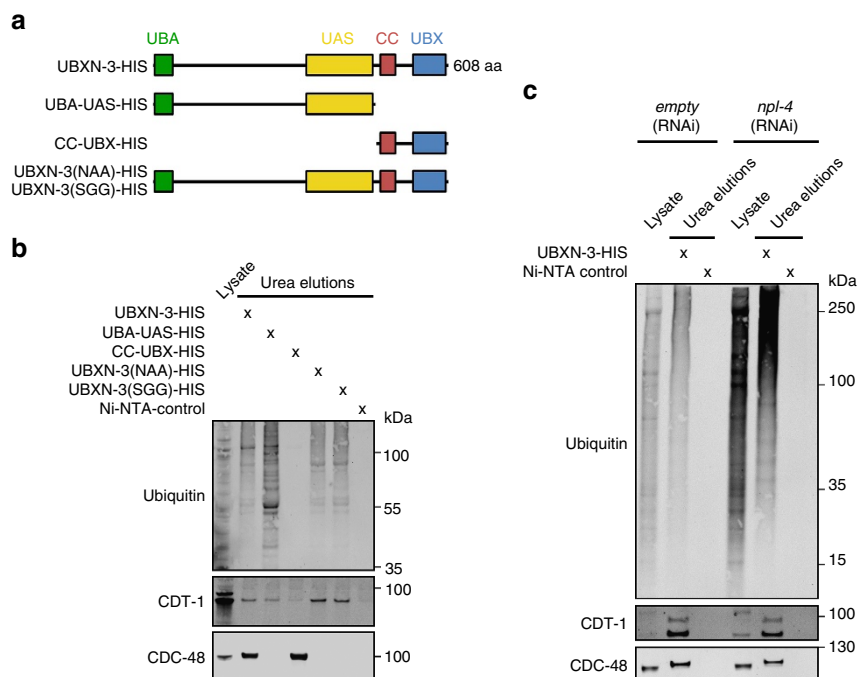 a
UBA UAS CC UBX
UBXN-3-HIS 608 aa
UBA-UAS-HIS
CC-UBX-HIS
UBXN-3(NAA)-HIS
UBXN-3(SGG)-HIS
b
Lysate Urea elutions
UBXN-3-HIS x
UBA-UAS-HIS x
CC-UBX-HIS x
UBXN-3(NAA)-HIS x
UBXN-3(SGG)-HIS x
Ni-NTA-control x
kDa
100
Ubiquitin
55
35
100
CDT-1
CDC-48 100
c
empty (RNAi) npl-4 (RNAi)
Lysate Urea elutions Lysate Urea elutions
UBXN-3-HIS x x
Ni-NTA control x x
kDa
250
100
Ubiquitin
35
15
100
CDT-1
130
CDC-48